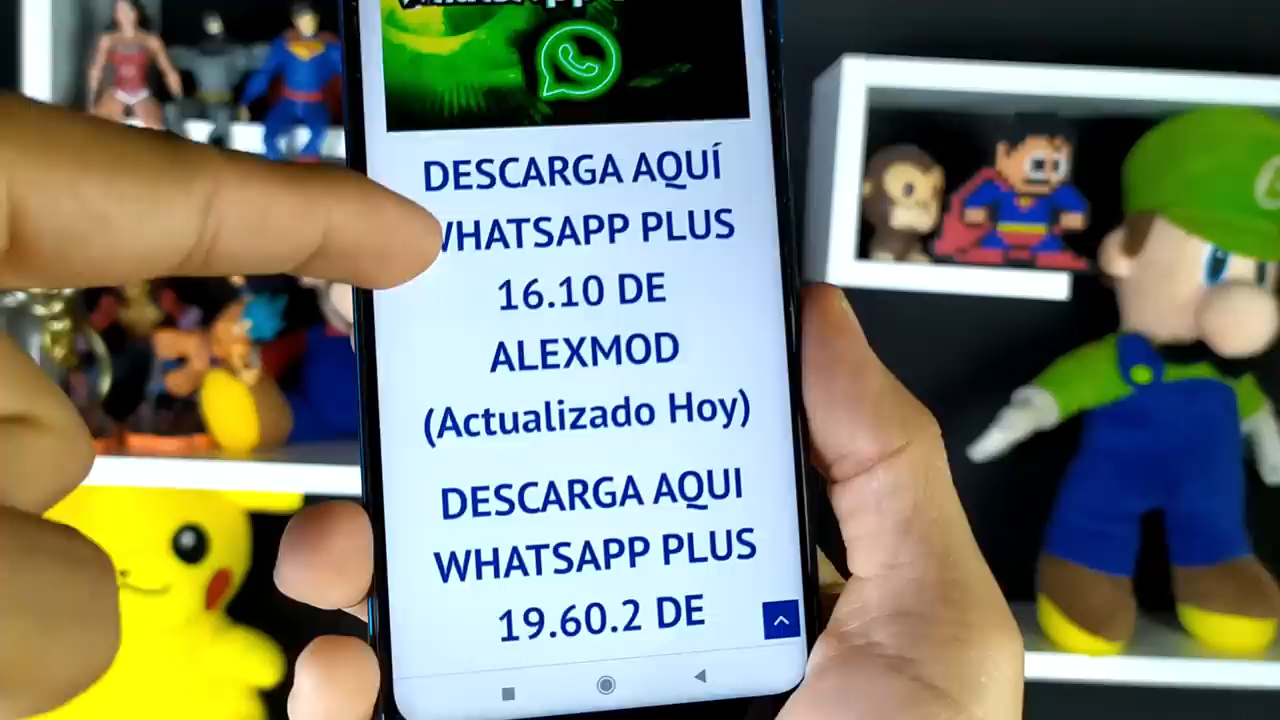 DESCARGA AQUÍ
WHATSAPP PLUS
16.10 DE
ALEXMOD
(Actualizado Hoy)
DESCARGA AQUI
WHATSAPP PLUS
19.60.2 DE